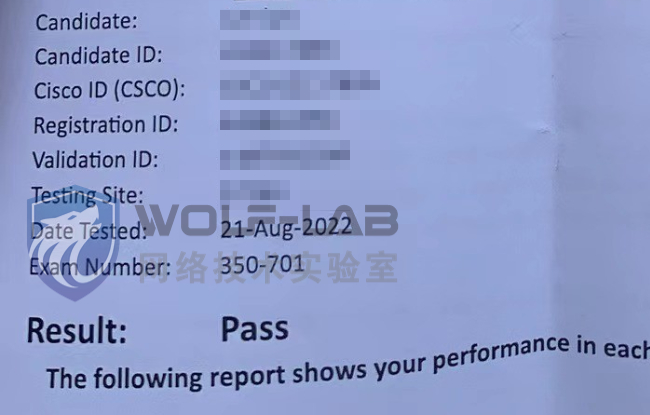 Candidate:
Candidate ID:
Cisco ID (CSCO):
Registration ID:
Validation ID:
Testing Site:
WOLF-LAB
Date Tested: 21-Aug-2022
网络技术实验室
Exam Number: 350-701
Result: Pass
The following report shows your performance in each